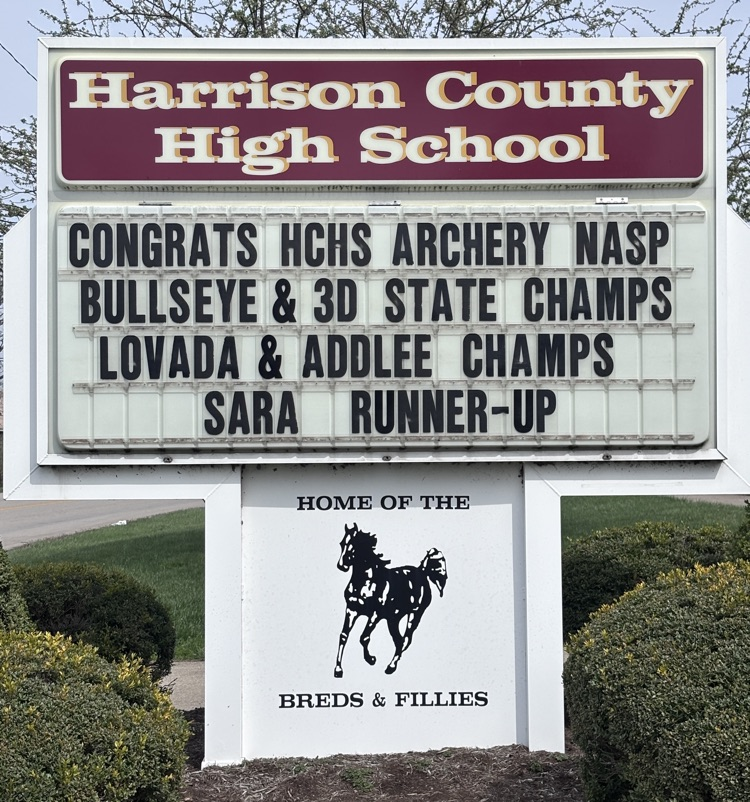 Harrison County
High School
CONGRATS HCHS ARCHERY NASP
BULLSEYE & 3D STATE CHAMPS
LOVADA & ADDLEE CHAMPS
SARA RUNNER-UP
HOME OF THE
BREDS & FILLIES